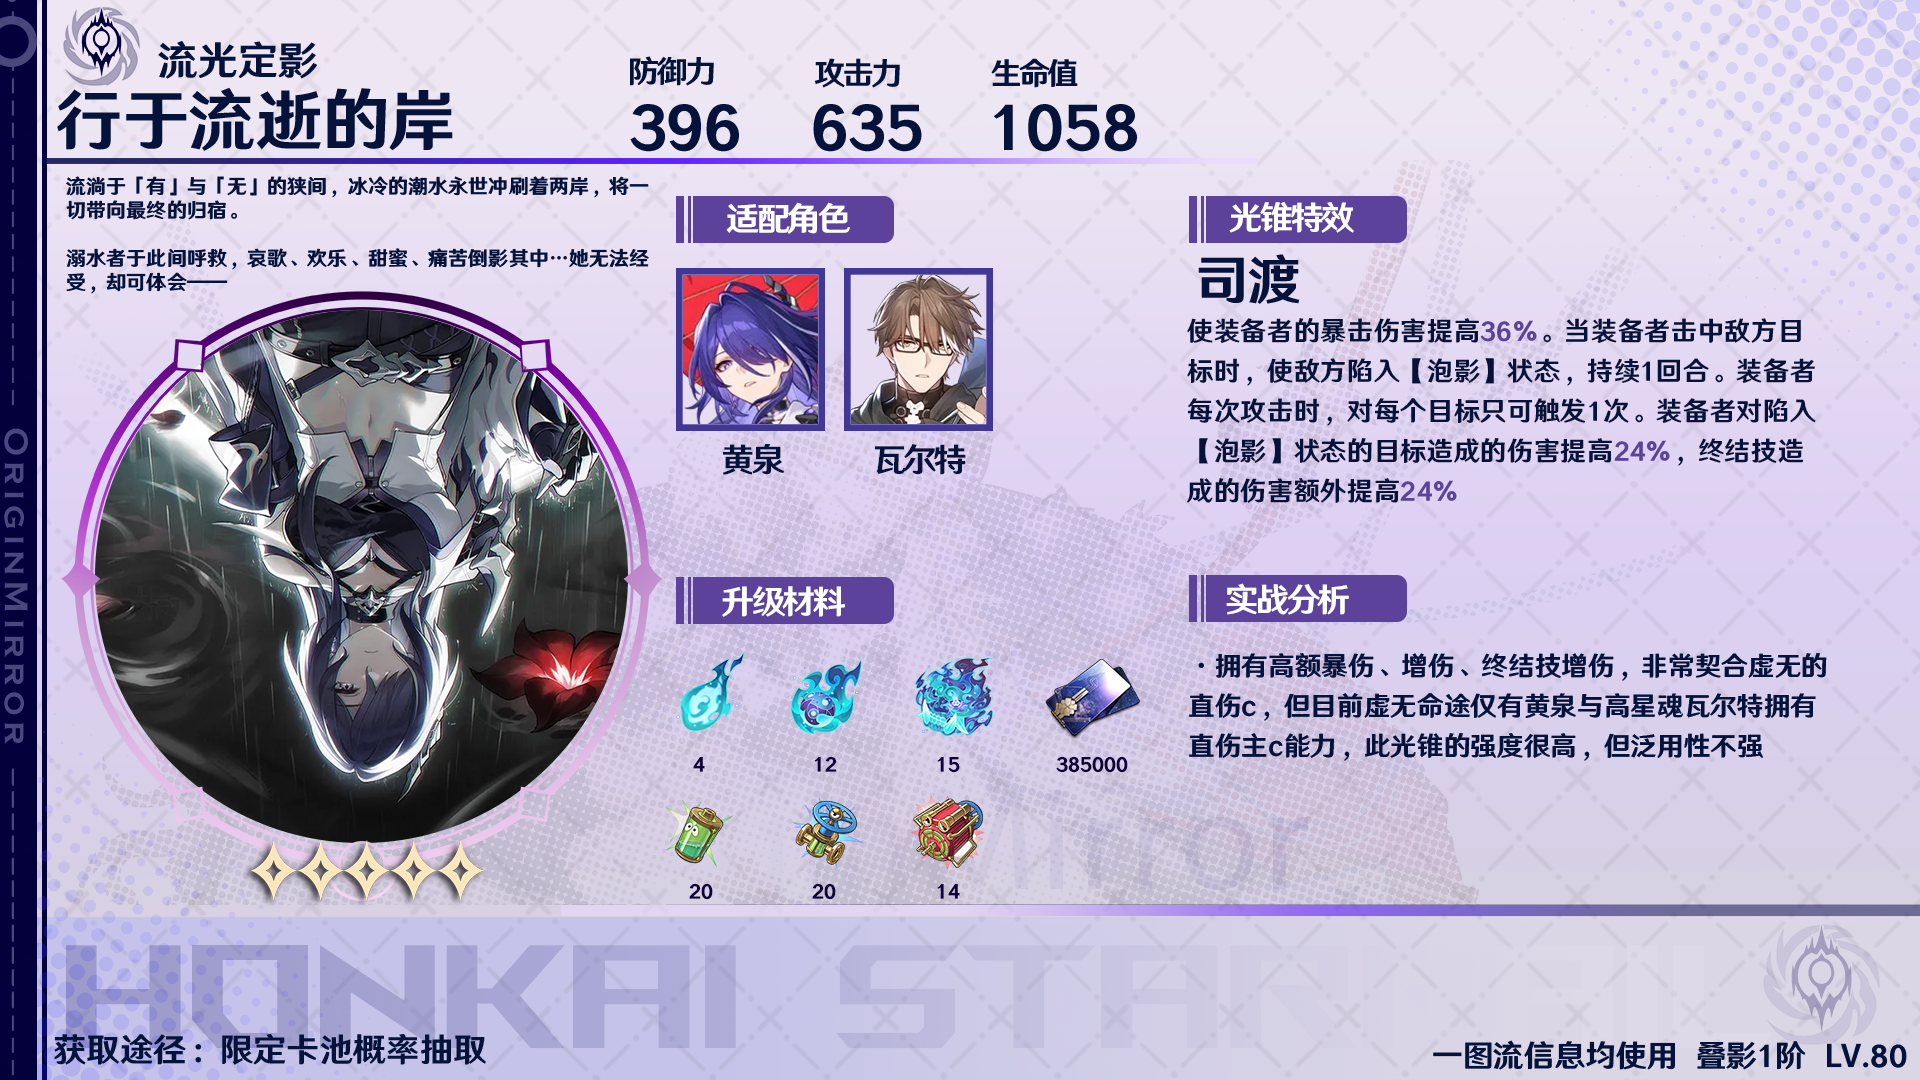 流光定影
行于流逝的岸
防御力 攻击力 生命值
396 635 1058
流淌于「有」与「无」的狭间，冰冷的潮水永世冲刷着两岸，将一
切带向最终的归宿。
溺水者于此间呼救，哀歌、欢乐、甜蜜、痛苦倒影其中…她无法经
受，却可体会——
适配角色
黄泉 瓦尔特
升级材料
4 12 15 385000
20 20 14
光锥特效
司渡
使装备者的暴击伤害提高36%。当装备者击中敌方目
标时，使敌方陷入【泡影】状态，持续1回合。装备者
每次攻击时，对每个目标只可触发1次。装备者对陷入
【泡影】状态的目标造成的伤害提高24%，终结技造
成的伤害额外提高24%
实战分析
·拥有高额暴伤、增伤、终结技增伤，非常契合虚无的
直伤c，但目前虚无命途仅有黄泉与高星魂瓦尔特拥有
直伤主c能力，此光锥的强度很高，但泛用性不强
ORIGINMIRROR
HONKAI STAR RAIL
获取途径：限定卡池概率抽取
一图流信息均使用 叠影1阶 LV.80